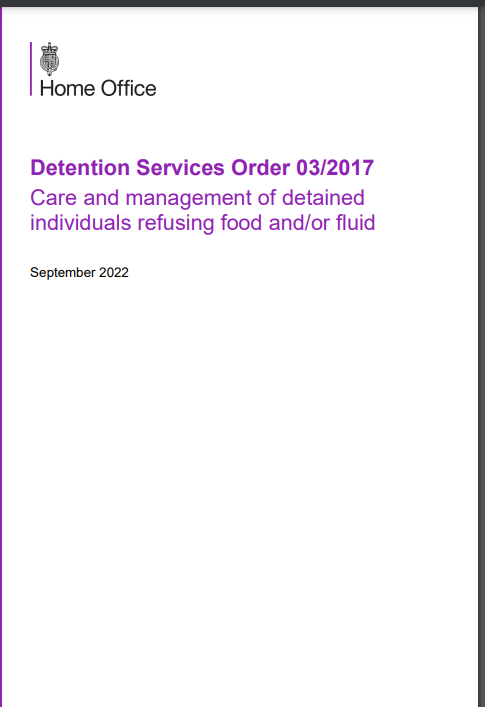 Home Office
Detention Services Order 03/2017
Care and management of detained
individuals refusing food and/or fluid
September 2022